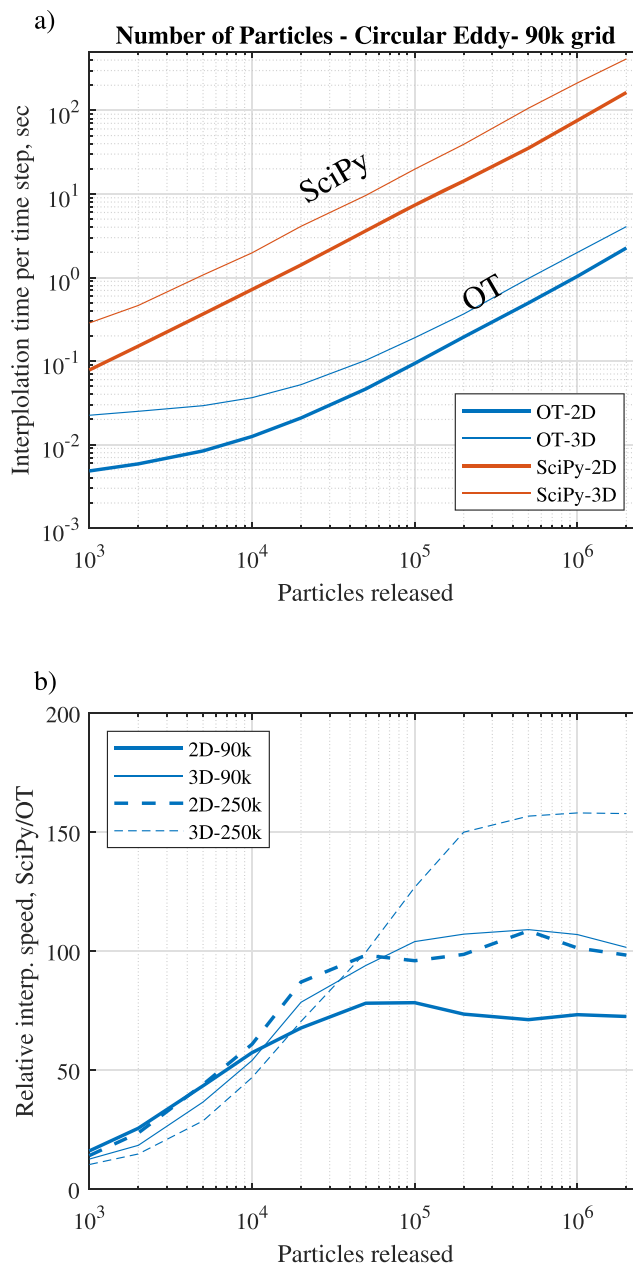 a)
Number of Particles - Circular Eddy- 90k grid
Interplolation time per time step, sec
10^2
10^1
10^0
10^-1
10^-2
10^-3
SciPy
OT
OT-2D
OT-3D
SciPy-2D
SciPy-3D
10^3 10^4 10^5 10^6
Particles released
b)
Relative interp. speed, SciPy/OT
200
150
100
50
0
2D-90k
3D-90k
2D-250k
3D-250k
10^3 10^4 10^5 10^6
Particles released